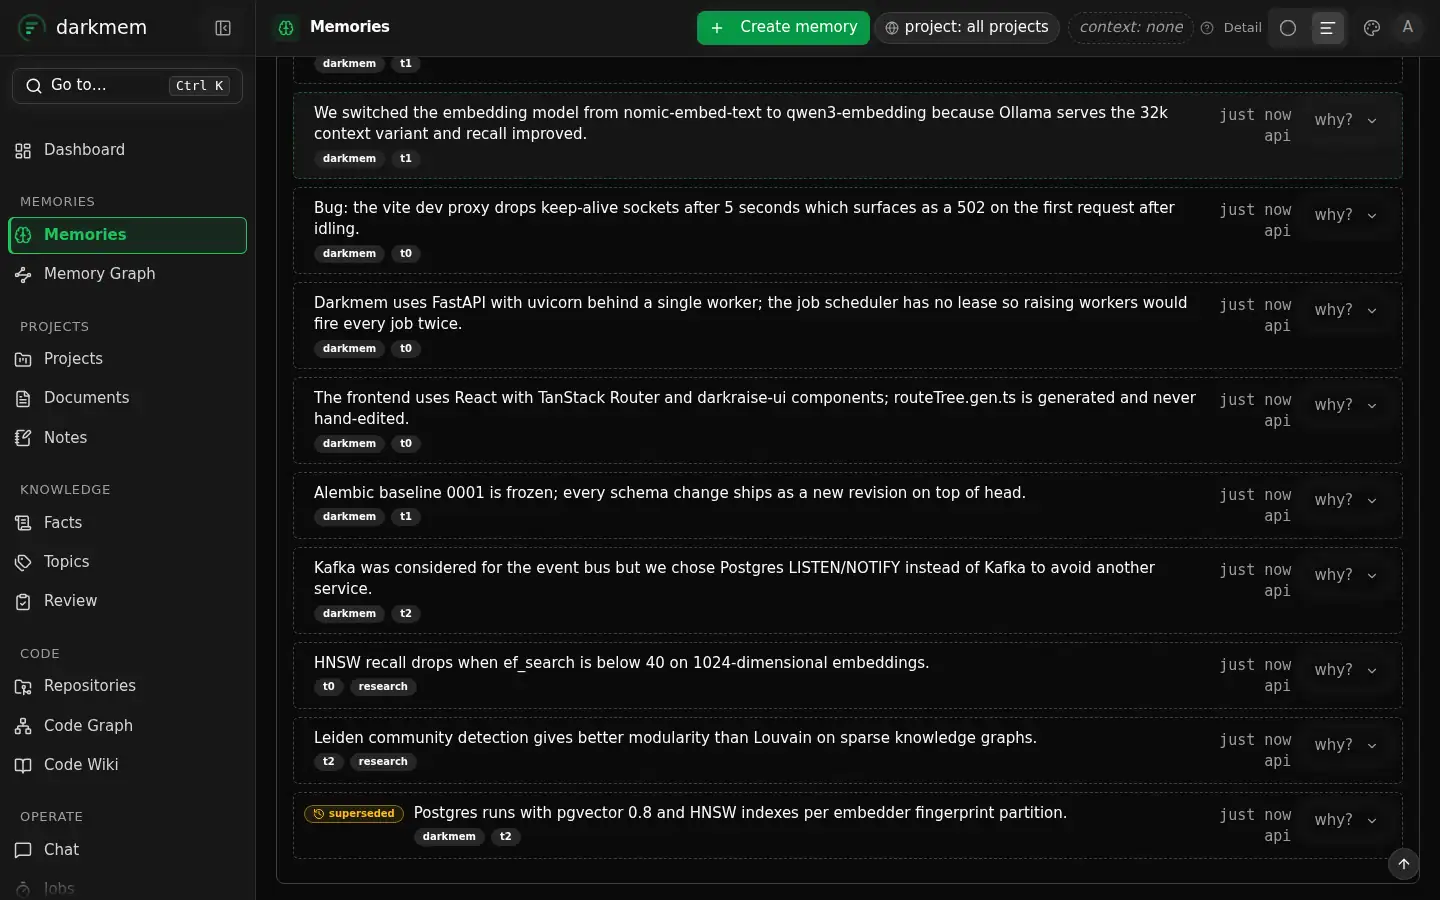 darkmem
Go to...
Ctrl K
Dashboard
MEMORIES
Memories
Memory Graph
PROJECTS
Projects
Documents
Notes
KNOWLEDGE
Facts
Topics
Review
CODE
Repositories
Code Graph
Code Wiki
OPERATE
Chat
Jobs
Memories
+ Create memory
project: all projects
context: none
Detail
A
darkmem t1
We switched the embedding model from nomic-embed-text to qwen3-embedding because Ollama serves the 32k
context variant and recall improved.
darkmem t1
just now
api
why?
Bug: the vite dev proxy drops keep-alive sockets after 5 seconds which surfaces as a 502 on the first request after
idling.
darkmem t0
just now
api
why?
Darkmem uses FastAPI with uvicorn behind a single worker; the job scheduler has no lease so raising workers would
fire every job twice.
darkmem t0
just now
api
why?
The frontend uses React with TanStack Router and darkraise-ui components; routeTree.gen.ts is generated and never
hand-edited.
darkmem t0
just now
api
why?
Alembic baseline 0001 is frozen; every schema change ships as a new revision on top of head.
darkmem t1
just now
api
why?
Kafka was considered for the event bus but we chose Postgres LISTEN/NOTIFY instead of Kafka to avoid another
service.
darkmem t2
just now
api
why?
HNSW recall drops when ef_search is below 40 on 1024-dimensional embeddings.
t0 research
just now
api
why?
Leiden community detection gives better modularity than Louvain on sparse knowledge graphs.
t2 research
just now
api
why?
superseded
Postgres runs with pgvector 0.8 and HNSW indexes per embedder fingerprint partition.
darkmem t2
just now
api
why?